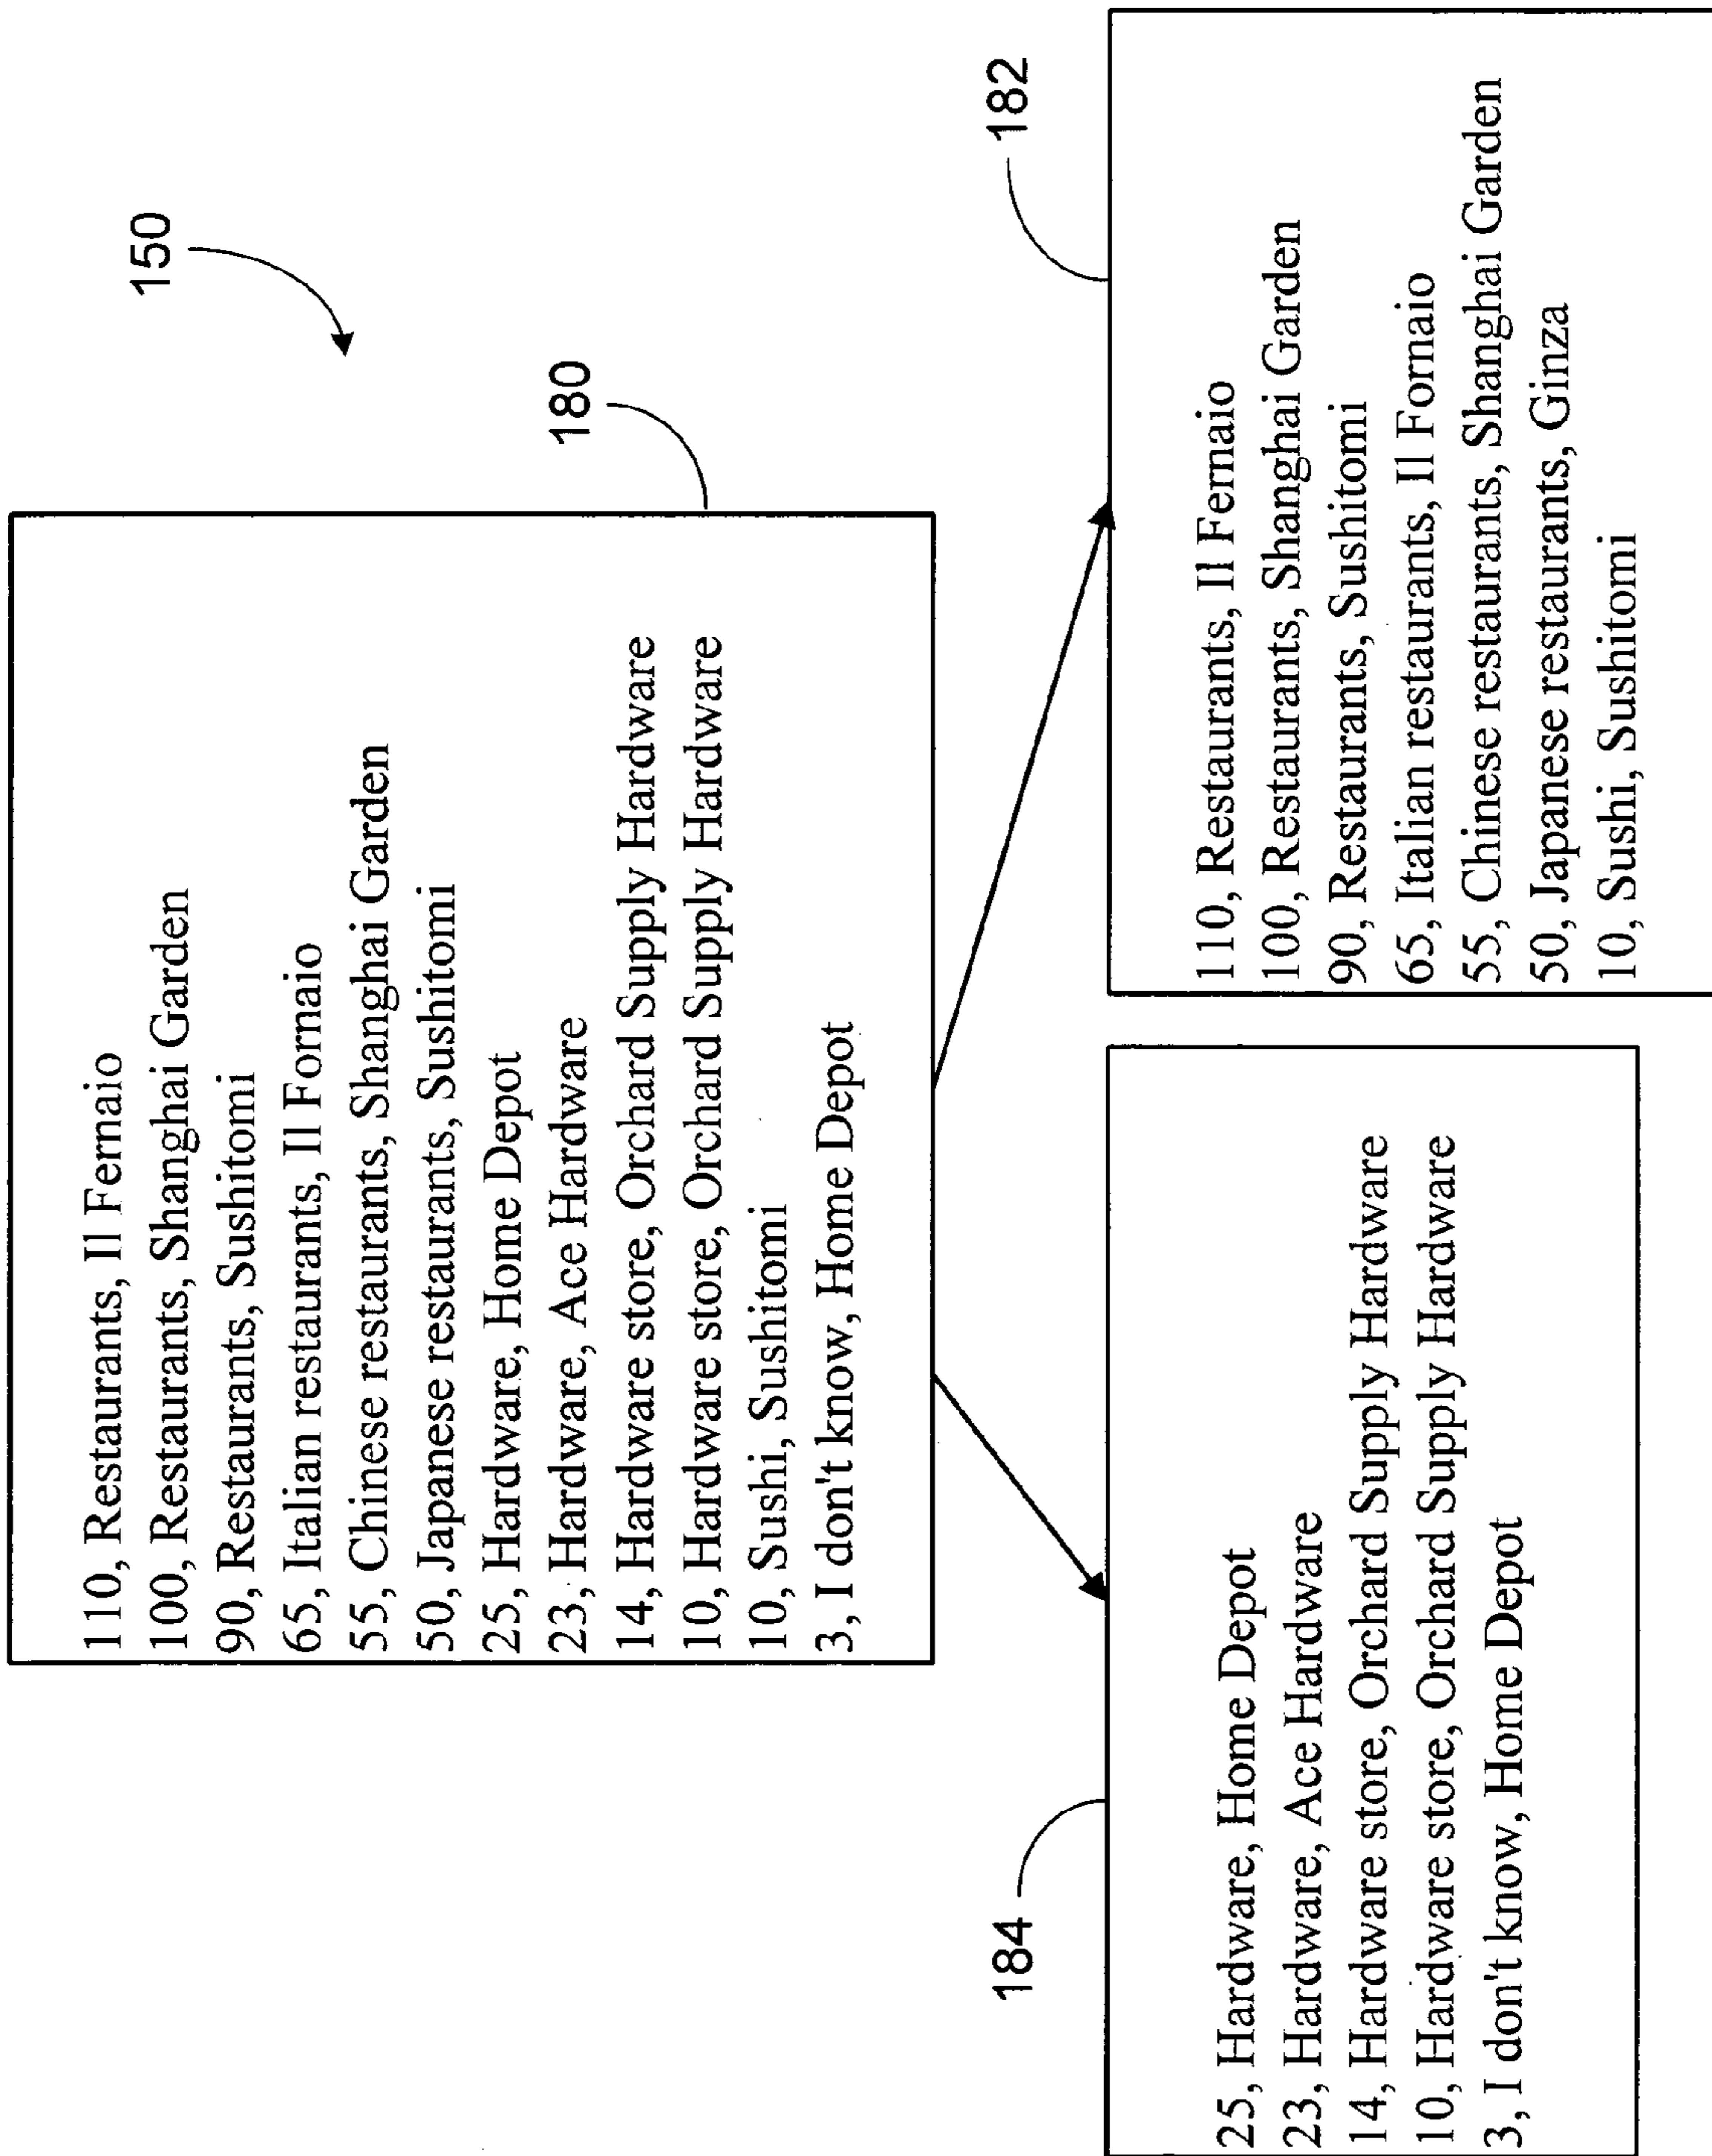 150
180
110, Restaurants, Il Fernaio
100, Restaurants, Shanghai Garden
90, Restaurants, Sushitomi
65, Italian restaurants, Il Fornaio
55, Chinese restaurants, Shanghai Garden
50, Japanese restaurants, Sushitomi
25, Hardware, Home Depot
23, Hardware, Ace Hardware
14, Hardware store, Orchard Supply Hardware
10, Hardware store, Orchard Supply Hardware
10, Sushi, Sushitomi
3, I don't know, Home Depot
184
25, Hardware, Home Depot
23, Hardware, Ace Hardware
14, Hardware store, Orchard Supply Hardware
10, Hardware store, Orchard Supply Hardware
3, I don't know, Home Depot
182
110, Restaurants, Il Fernaio
100, Restaurants, Shanghai Garden
90, Restaurants, Sushitomi
65, Italian restaurants, Il Fornaio
55, Chinese restaurants, Shanghai Garden
50, Japanese restaurants, Ginza
10, Sushi, Sushitomi